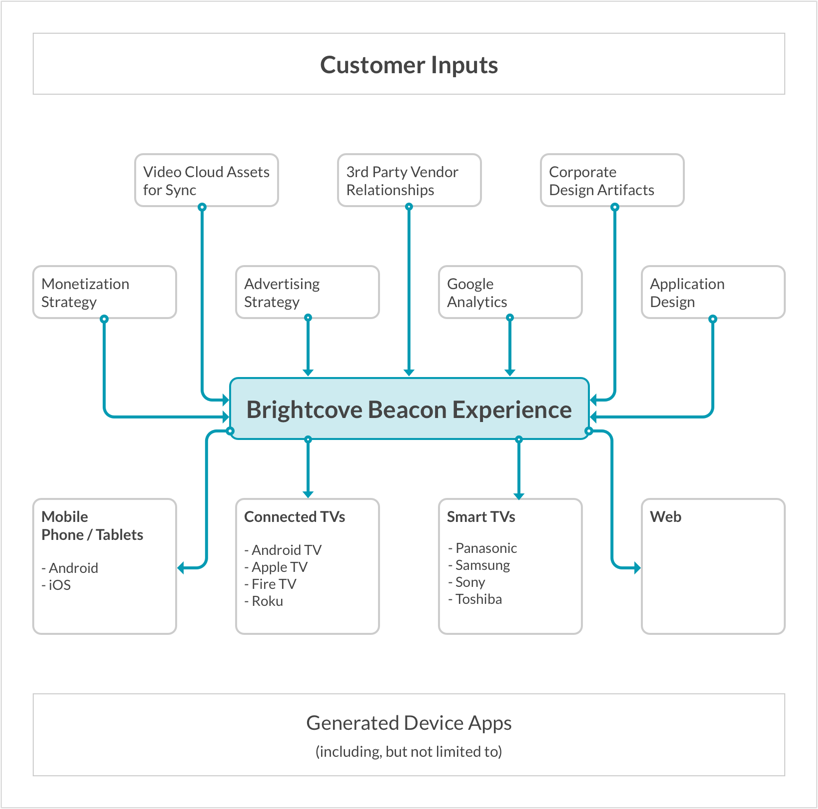 Customer Inputs
Video Cloud Assets
for Sync
3rd Party Vendor
Relationships
Corporate
Design Artifacts
Monetization
Strategy
Advertising
Strategy
Google
Analytics
Application
Design
Brightcove Beacon Experience
Mobile
Phone / Tablets
- Android
- iOS
Connected TVs
- Android TV
- Apple TV
- Fire TV
- Roku
Smart TVs
- Panasonic
- Samsung
- Sony
- Toshiba
Web
Generated Device Apps
(including, but not limited to)